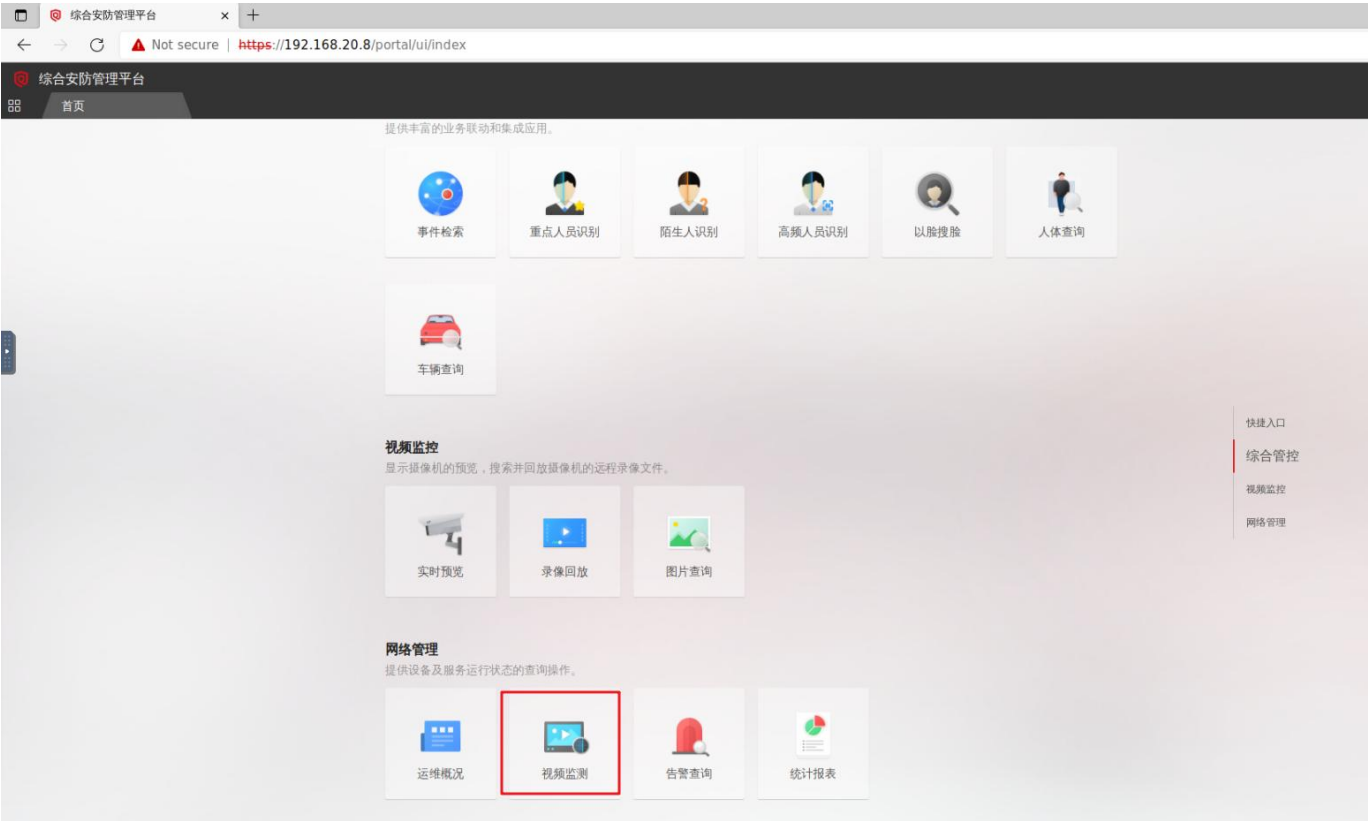 综合安防管理平台
Not secure | https://192.168.20.8/portal/ui/index
综合安防管理平台
首页
提供丰富的业务联动和集成应用。
事件检索 重点人员识别 陌生人识别 高频人员识别 以脸搜脸 人体查询
车辆查询
快捷入口
综合管控
视频监控
网络管理
视频监控
显示摄像机的预览，搜索并回放摄像机的远程录像文件。
实时预览 录像回放 图片查询
网络管理
提供设备及服务运行状态的查询操作。
运维概况 视频监测 告警查询 统计报表